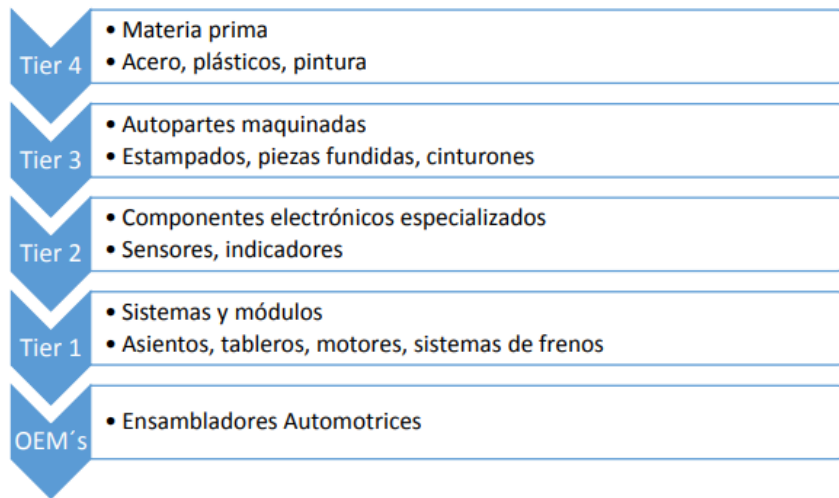 Tier 4
• Materia prima
• Acero, plásticos, pintura
Tier 3
• Autopartes maquinadas
• Estampados, piezas fundidas, cinturones
Tier 2
• Componentes electrónicos especializados
• Sensores, indicadores
Tier 1
• Sistemas y módulos
• Asientos, tableros, motores, sistemas de frenos
OEM´s
• Ensambladores Automotrices